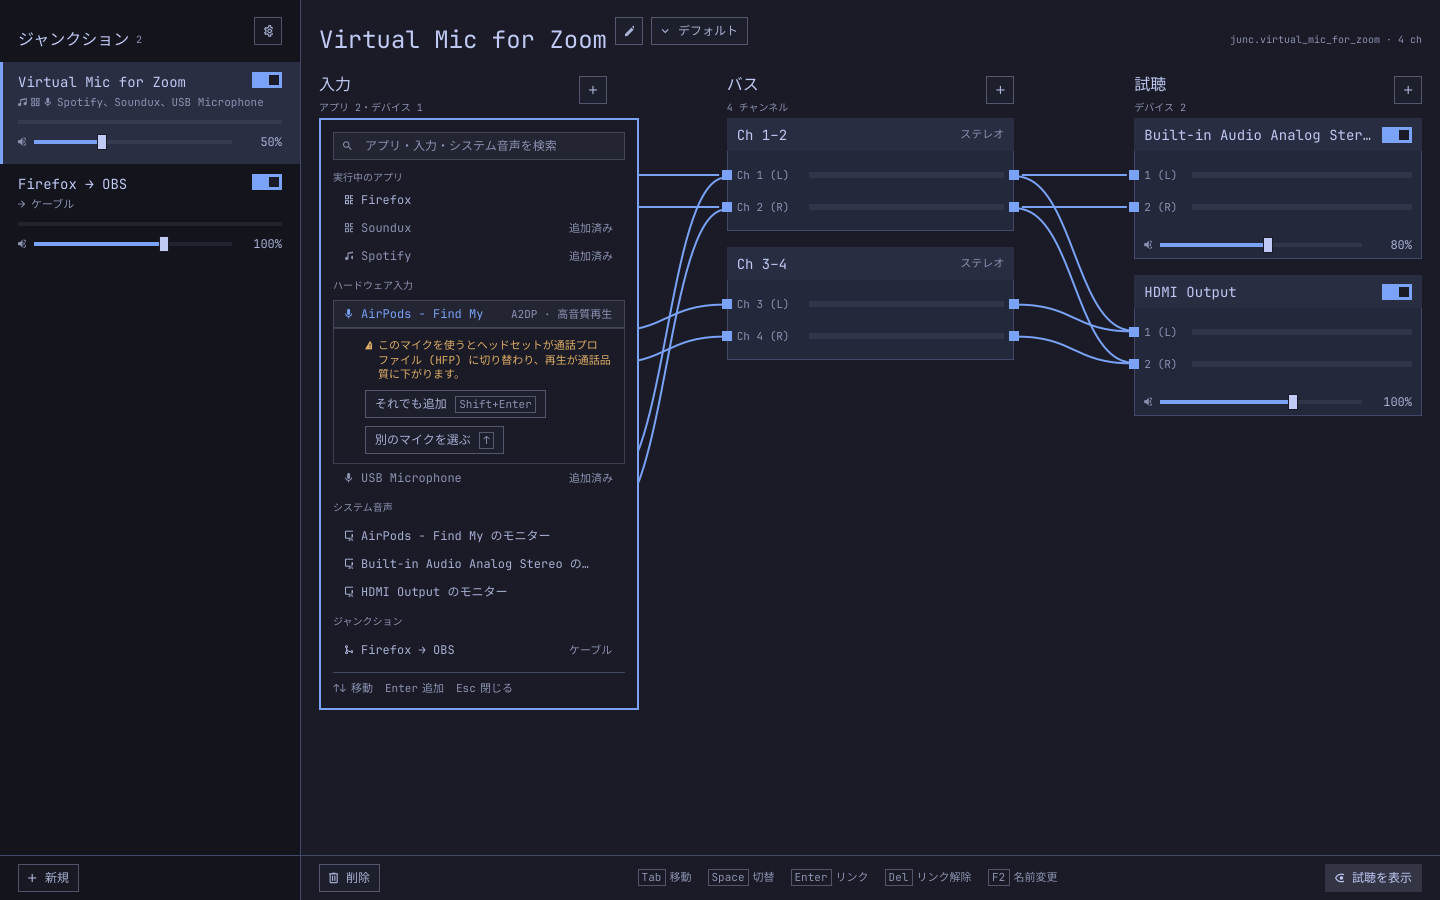 ジャンクション 2
Virtual Mic for Zoom
Spotify、Soundux、USB Microphone
50%
Firefox → OBS
→ ケーブル
100%
+ 新規
Virtual Mic for Zoom
デフォルト
junc.virtual_mic_for_zoom · 4 ch
入力
アプリ 2・デバイス 1
アプリ・入力・システム音声を検索
実行中のアプリ
Firefox
Soundux 追加済み
Spotify 追加済み
ハードウェア入力
AirPods - Find My A2DP · 高音質再生
このマイクを使うとヘッドセットが通話プロ
ファイル (HFP) に切り替わり、再生が通話品
質に下がります。
それでも追加 Shift+Enter
別のマイクを選ぶ ↑
USB Microphone 追加済み
システム音声
AirPods - Find My のモニター
Built-in Audio Analog Stereo の…
HDMI Output のモニター
ジャンクション
Firefox → OBS ケーブル
↑↓ 移動 Enter 追加 Esc 閉じる
バス
4 チャンネル
Ch 1–2 ステレオ
Ch 1 (L)
Ch 2 (R)
Ch 3–4 ステレオ
Ch 3 (L)
Ch 4 (R)
試聴
デバイス 2
Built-in Audio Analog Ster…
1 (L)
2 (R)
80%
HDMI Output
1 (L)
2 (R)
100%
削除
Tab 移動 Space 切替 Enter リンク Del リンク解除 F2 名前変更
試聴を表示